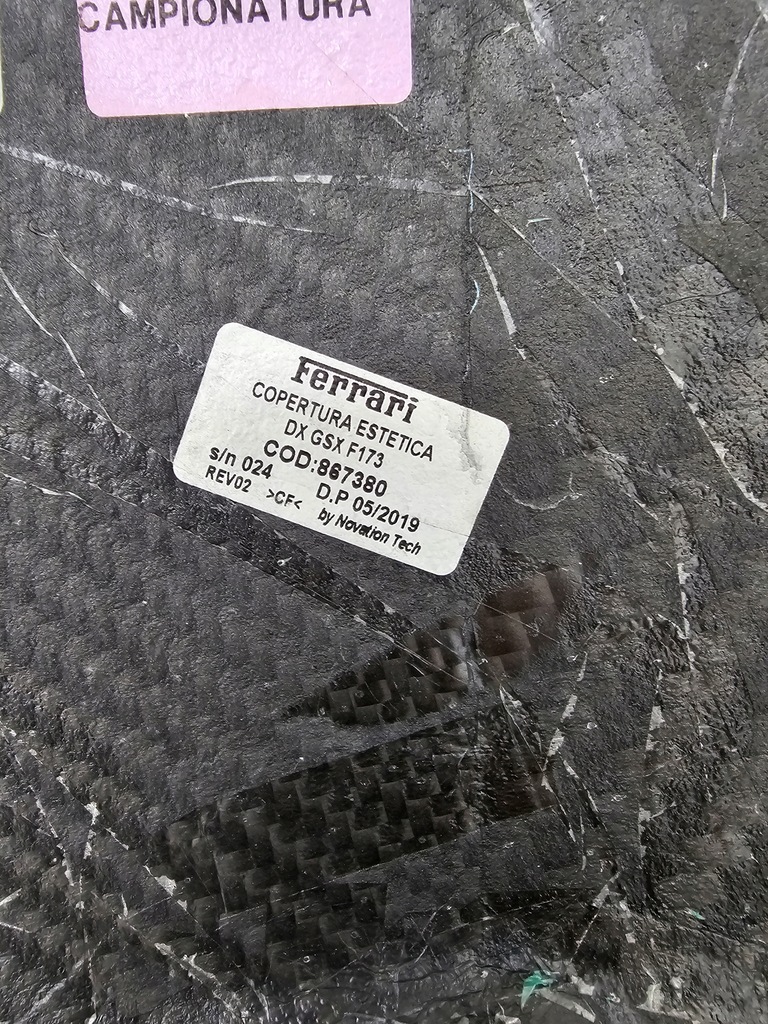 CAMPIONATURA
Ferrari
COPERTURA ESTETICA
DX GSX F173
COD:867380
s/n 024 D.P 05/2019
REV02 >CF< by Novation Tech